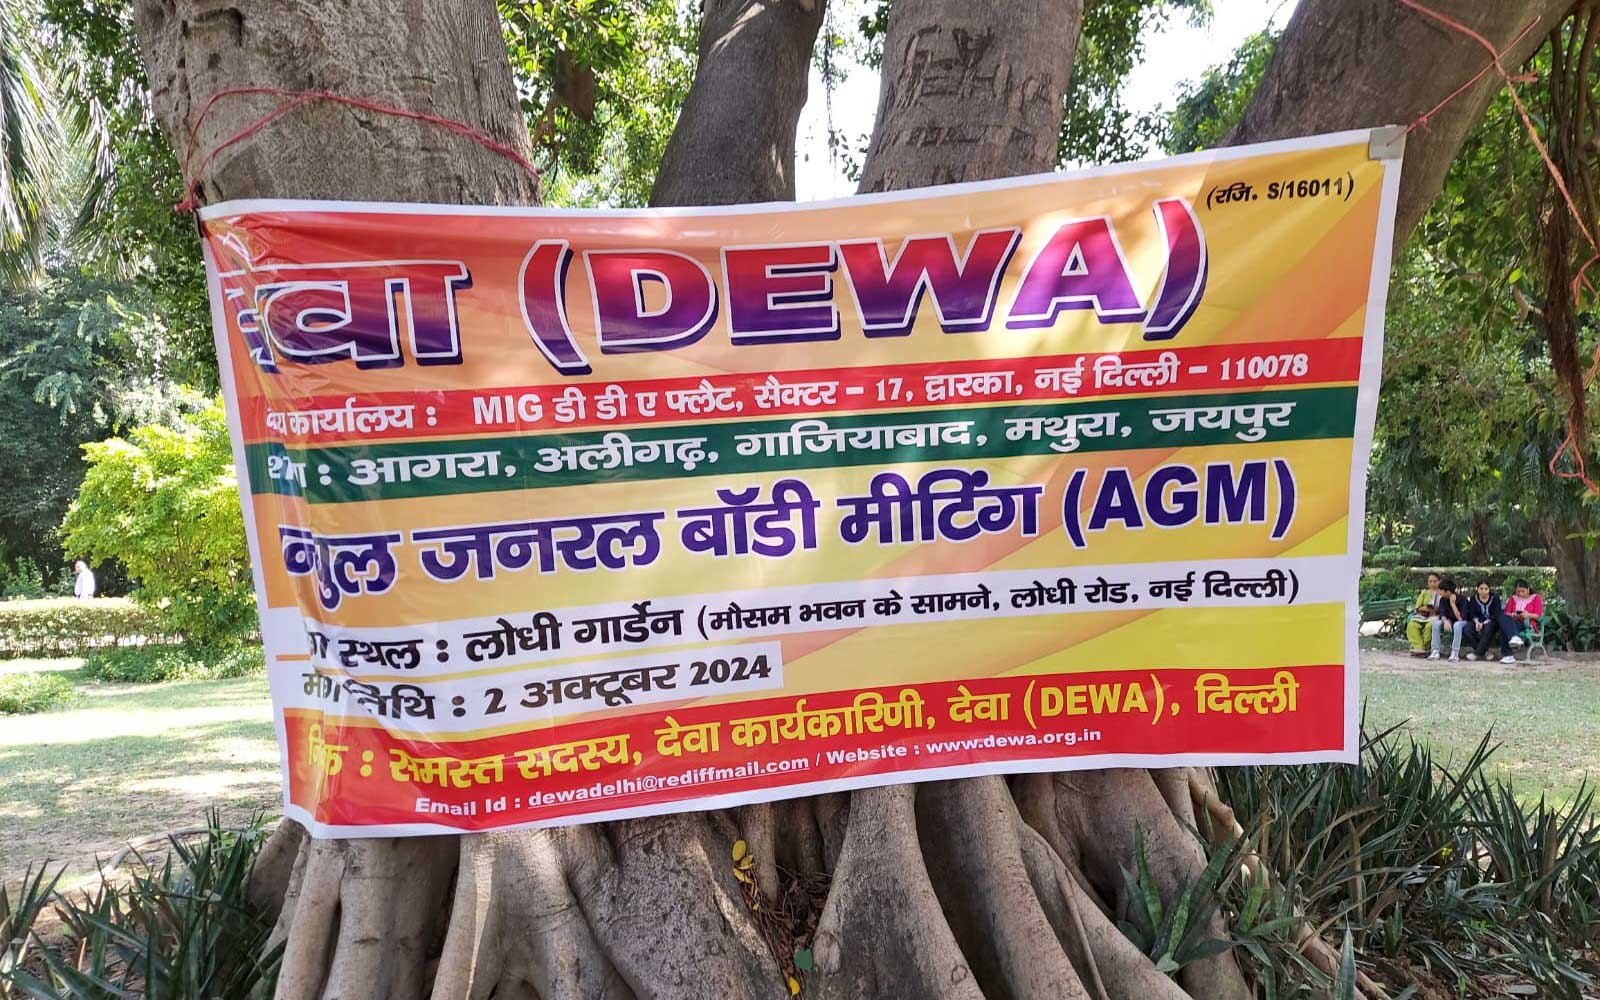 (रजि. S/16011)
देवा (DEWA)
कार्यालय : MIG डी डी ए फ्लैट, सैक्टर - 17, द्वारका, नई दिल्ली - 110078
: आगरा, अलीगढ़, गाजियाबाद, मथुरा, जयपुर
जनरल बॉडी मीटिंग (AGM)
स्थल : लोधी गार्डेन (मौसम भवन के सामने, लोधी रोड, नई दिल्ली)
तिथि : 2 अक्टूबर 2024
: समस्त सदस्य, देवा कार्यकारिणी, देवा (DEWA), दिल्ली
Email Id : dewadelhi@rediffmail.com / Website : www.dewa.org.in